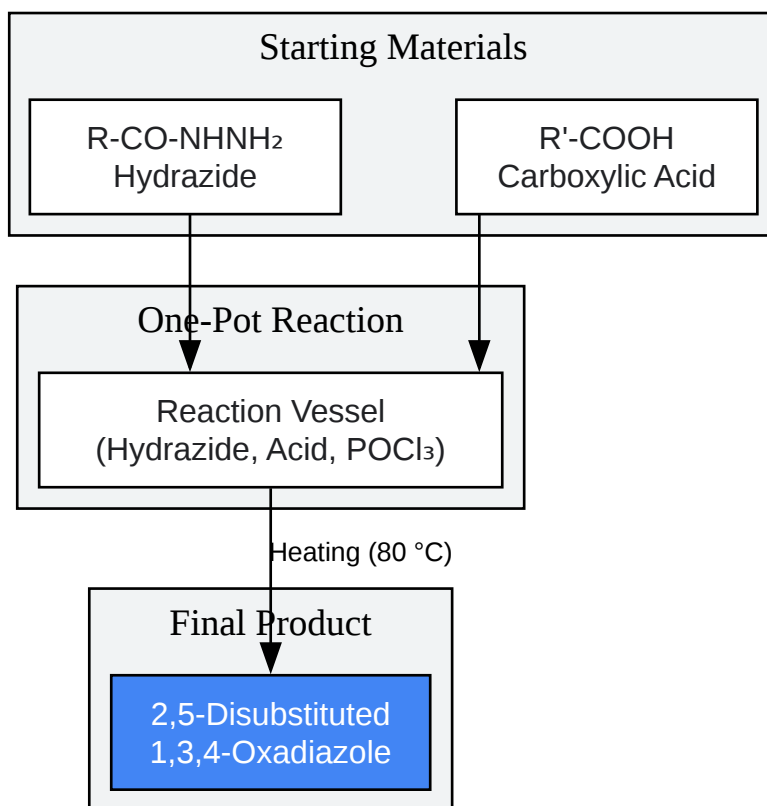 Starting Materials
R-CO-NHNH₂
Hydrazide
R'-COOH
Carboxylic Acid
One-Pot Reaction
Reaction Vessel
(Hydrazide, Acid, POCl₃)
Heating (80 °C)
Final Product
2,5-Disubstituted
1,3,4-Oxadiazole